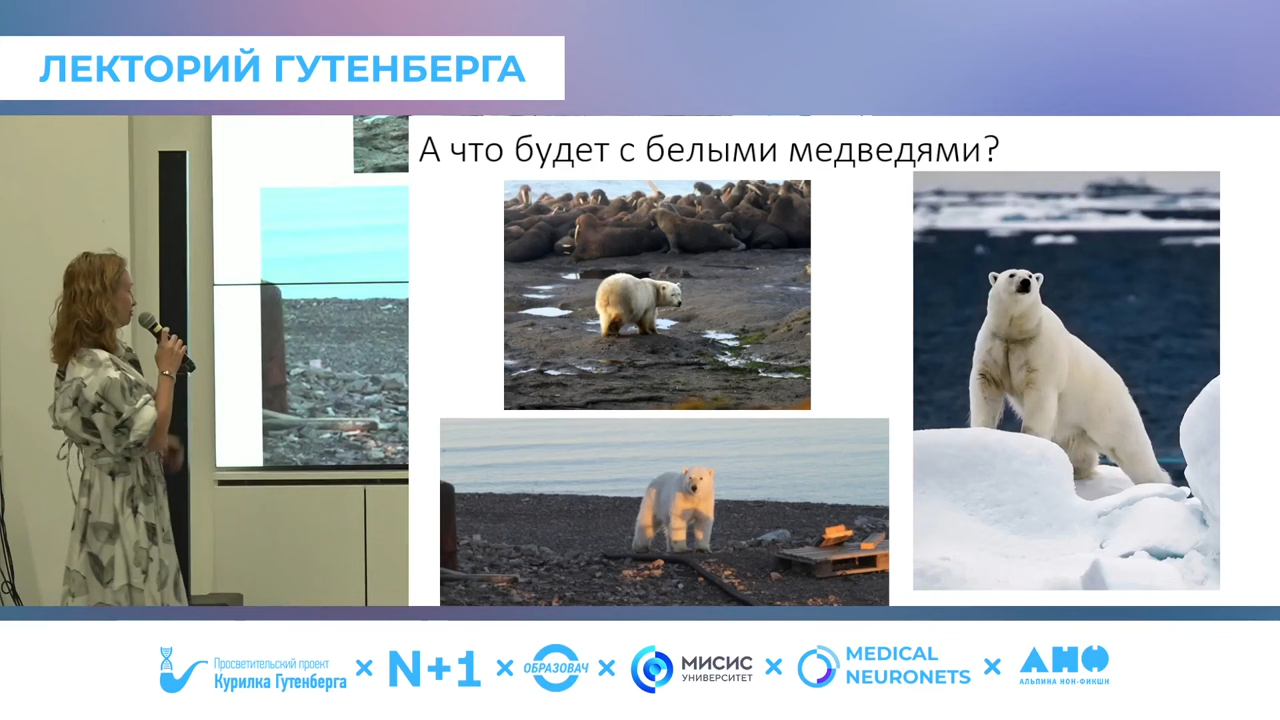 ЛЕКТОРИЙ ГУТЕНБЕРГА
А что будет с белыми медведями?
Просветительский проект
Курилка Гутенберга
×
N+1
×
ОБРАЗОВАЧ
×
МИСИС
УНИВЕРСИТЕТ
×
MEDICAL
NEURONETS
×
АНФ
АЛЬПИНА НОН-ФИКШН